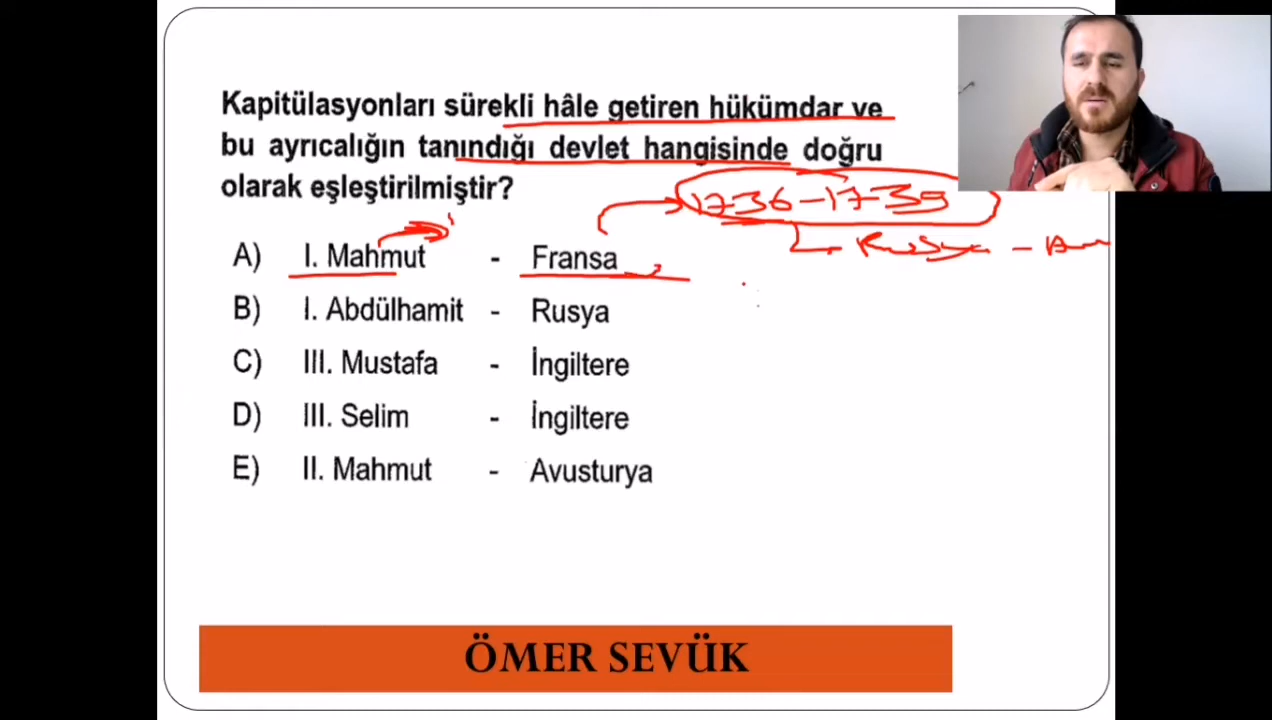 Kapitülasyonları sürekli hâle getiren hükümdar ve
bu ayrıcalığın tanındığı devlet hangisinde doğru
olarak eşleştirilmiştir?
1736-1739
A) I. Mahmut - Fransa
Rusya -
B) I. Abdülhamit - Rusya
C) III. Mustafa - İngiltere
D) III. Selim - İngiltere
E) II. Mahmut - Avusturya
ÖMER SEVÜK